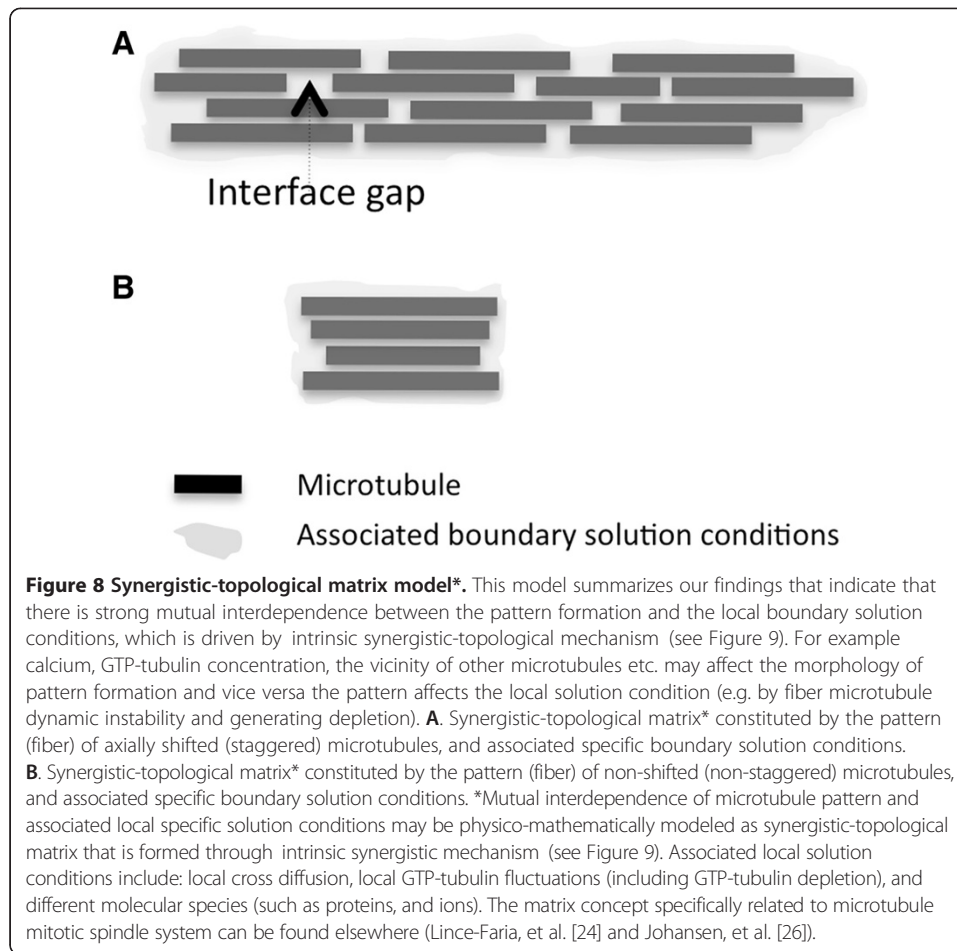 A
Interface gap
B
Microtubule
Associated boundary solution conditions
Figure 8 Synergistic-topological matrix model*. This model summarizes our findings that indicate that
there is strong mutual interdependence between the pattern formation and the local boundary solution
conditions, which is driven by intrinsic synergistic-topological mechanism (see Figure 9). For example
calcium, GTP-tubulin concentration, the vicinity of other microtubules etc. may affect the morphology of
pattern formation and vice versa the pattern affects the local solution condition (e.g. by fiber microtubule
dynamic instability and generating depletion). A. Synergistic-topological matrix* constituted by the pattern
(fiber) of axially shifted (staggered) microtubules, and associated specific boundary solution conditions.
B. Synergistic-topological matrix* constituted by the pattern (fiber) of non-shifted (non-staggered) microtubules,
and associated specific boundary solution conditions. *Mutual interdependence of microtubule pattern and
associated local specific solution conditions may be physico-mathematically modeled as synergistic-topological
matrix that is formed through intrinsic synergistic mechanism (see Figure 9). Associated local solution
conditions include: local cross diffusion, local GTP-tubulin fluctuations (including GTP-tubulin depletion), and
different molecular species (such as proteins, and ions). The matrix concept specifically related to microtubule
mitotic spindle system can be found elsewhere (Lince-Faria, et al. [24] and Johansen, et al. [26]).